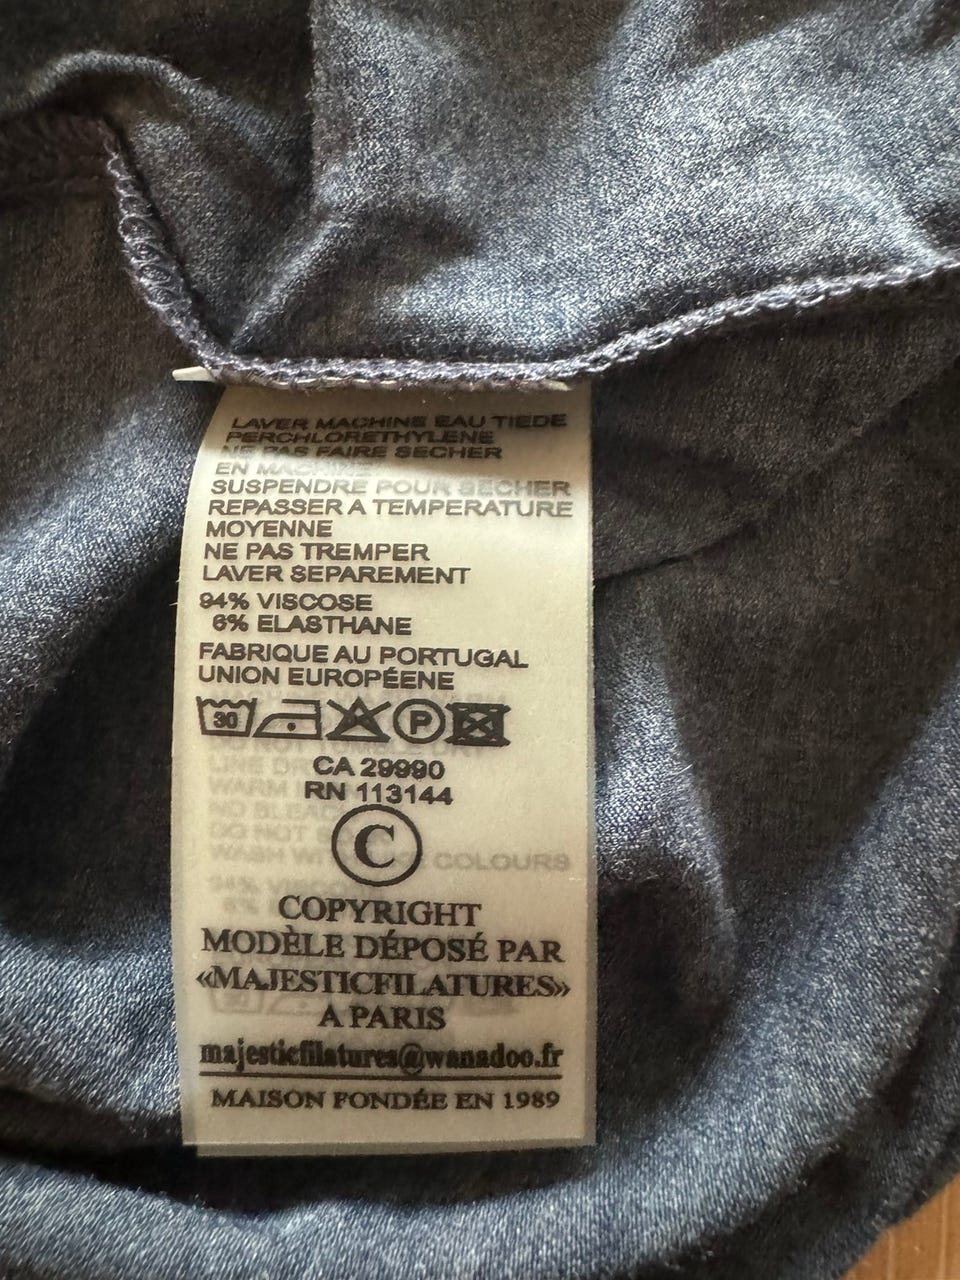 LAVER MACHINE EAU TIEDE
PERCHLORETHYLENE
NE PAS FAIRE SECHER
EN MACHINE
SUSPENDRE POUR SECHER
REPASSER A TEMPERATURE
MOYENNE
NE PAS TREMPER
LAVER SEPAREMENT
94% VISCOSE
6% ELASTHANE
FABRIQUE AU PORTUGAL
UNION EUROPÉENE
30 P
CA 29990
RN 113144
©
COPYRIGHT
MODÈLE DÉPOSÉ PAR
«MAJESTICFILATURES»
A PARIS
majesticfilatures@wanadoo.fr
MAISON FONDÉE EN 1989